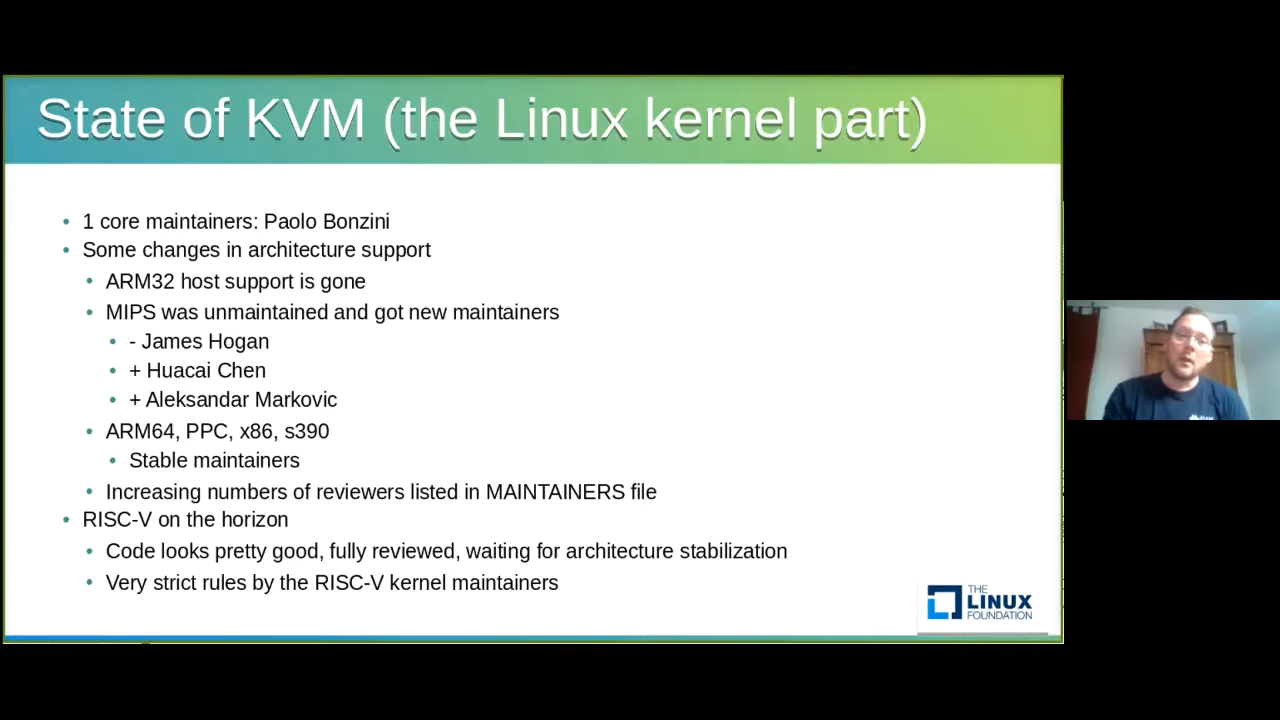 State of KVM (the Linux kernel part)
• 1 core maintainers: Paolo Bonzini
• Some changes in architecture support
• ARM32 host support is gone
• MIPS was unmaintained and got new maintainers
• - James Hogan
• + Huacai Chen
• + Aleksandar Markovic
• ARM64, PPC, x86, s390
• Stable maintainers
• Increasing numbers of reviewers listed in MAINTAINERS file
• RISC-V on the horizon
• Code looks pretty good, fully reviewed, waiting for architecture stabilization
• Very strict rules by the RISC-V kernel maintainers
THE
LINUX
FOUNDATION